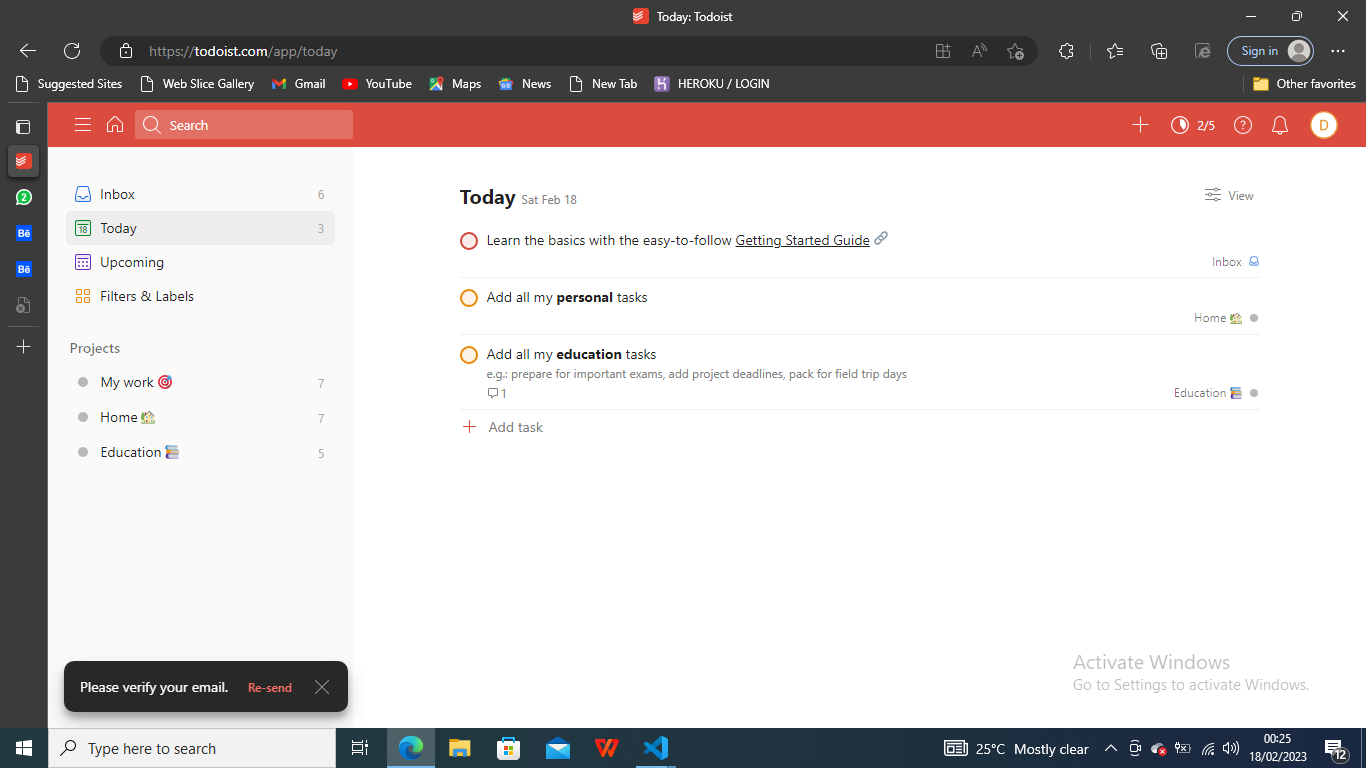 Today: Todoist
https://todoist.com/app/today
Sign in
Suggested Sites
Web Slice Gallery
Gmail
YouTube
Maps
News
New Tab
HEROKU / LOGIN
Other favorites
Search
2/5
?
D
2
Bē
Bē
Inbox 6
18 Today 3
Upcoming
Filters & Labels
Projects
My work 🎯 7
Home 🏡 7
Education 📚 5
Today Sat Feb 18
View
Learn the basics with the easy-to-follow Getting Started Guide 🔗
Inbox
Add all my personal tasks
Home 🏡
Add all my education tasks
e.g.: prepare for important exams, add project deadlines, pack for field trip days
1
Education 📚
+ Add task
Please verify your email. Re-send
Activate Windows
Go to Settings to activate Windows.
Type here to search
25°C Mostly clear
00:25
18/02/2023
12